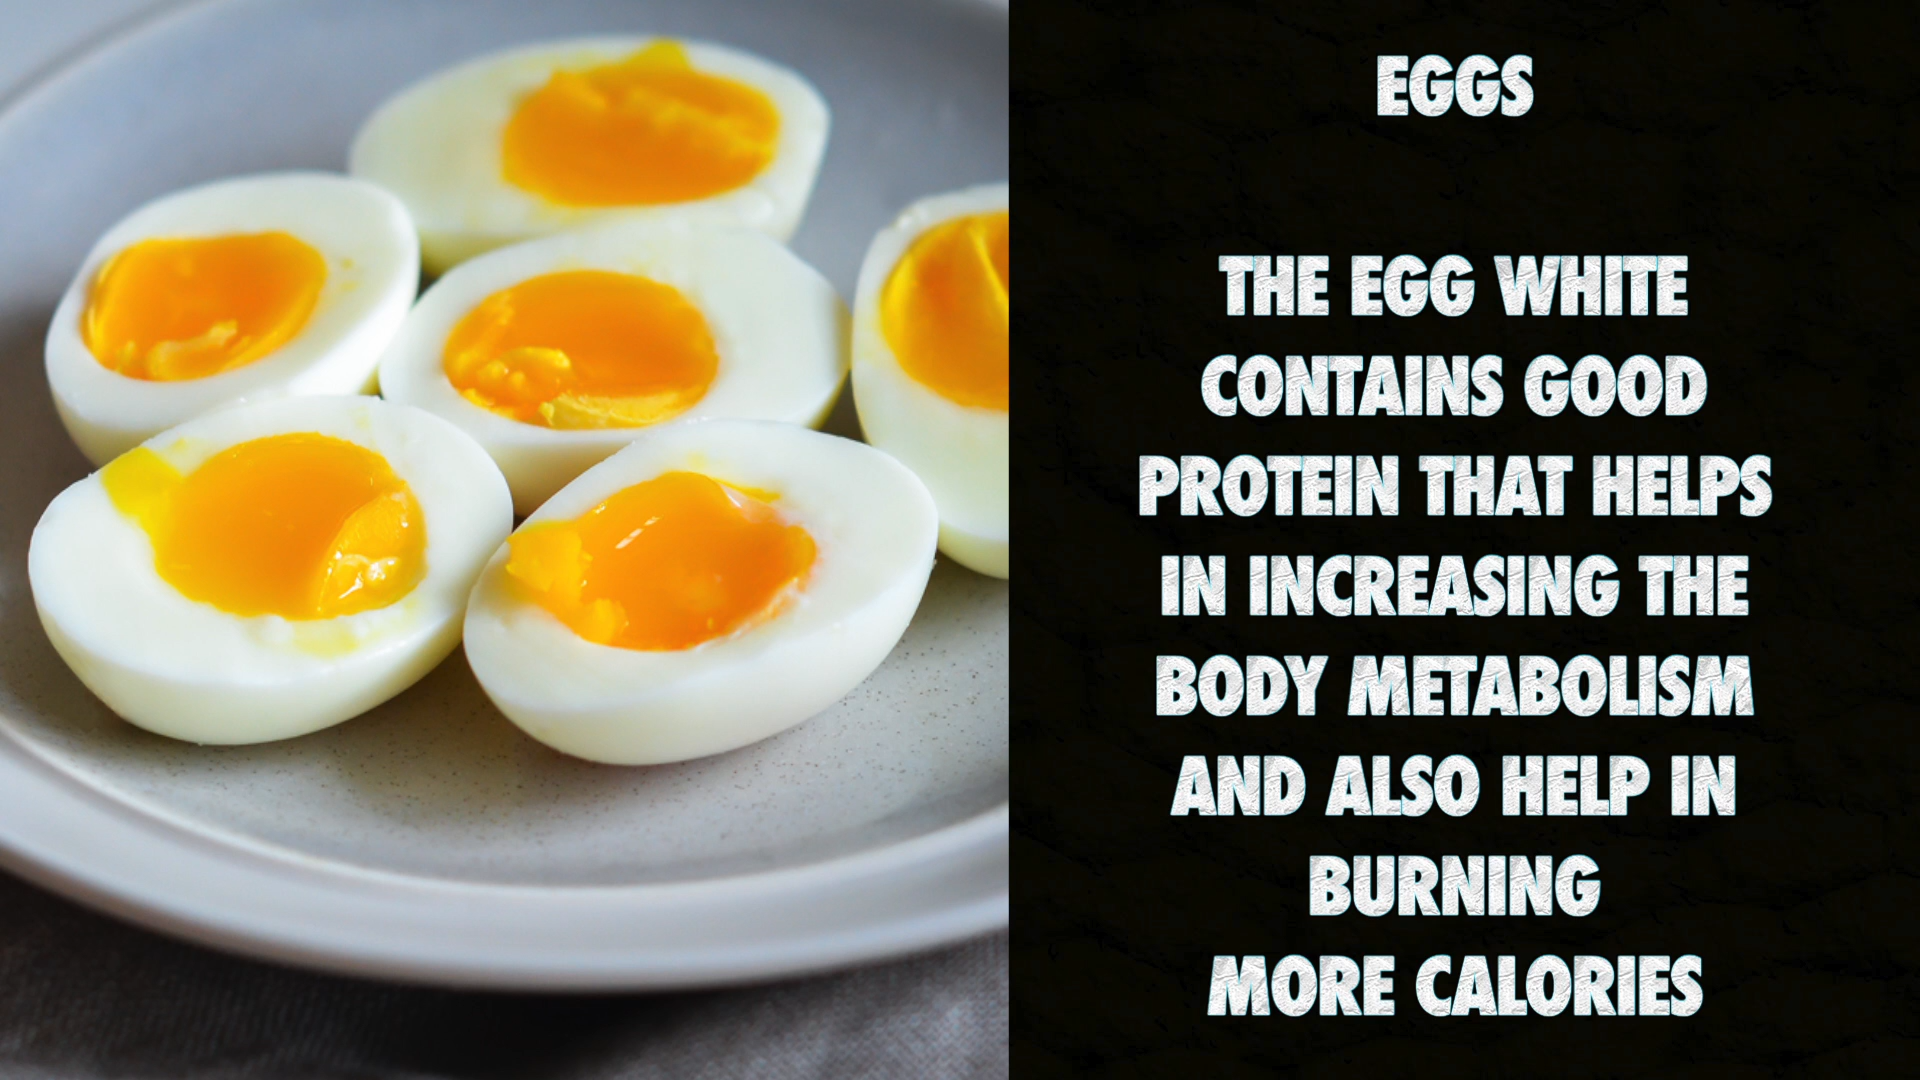 EGGS
THE EGG WHITE
CONTAINS GOOD
PROTEIN THAT HELPS
IN INCREASING THE
BODY METABOLISM
AND ALSO HELP IN
BURNING
MORE CALORIES